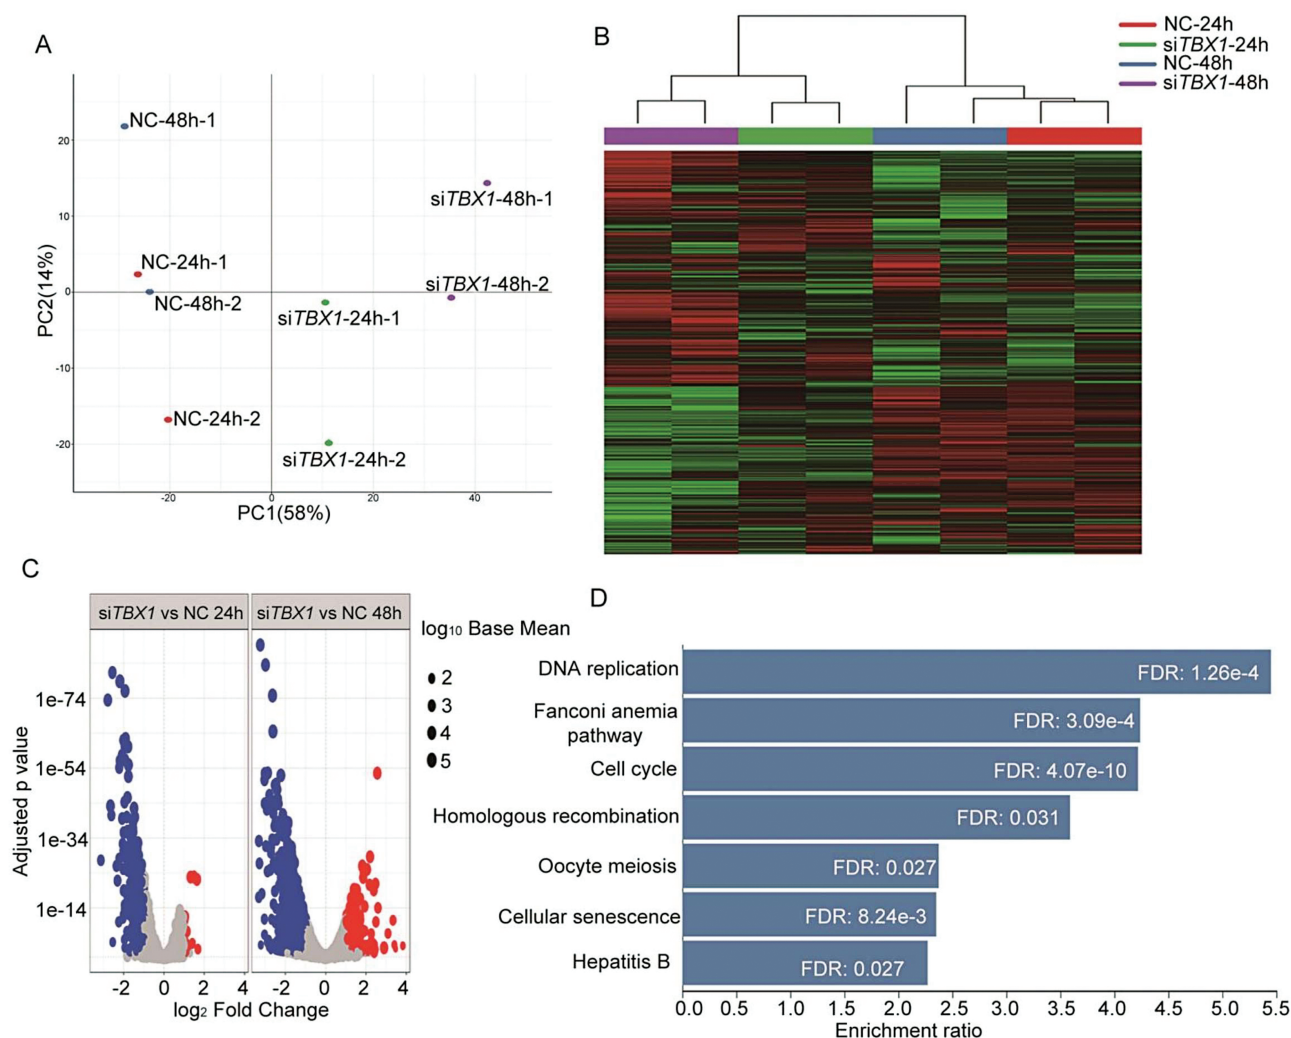 A
NC-48h-1
siTBX1-48h-1
NC-24h-1
siTBX1-48h-2
NC-48h-2
siTBX1-24h-1
NC-24h-2
siTBX1-24h-2
20
10
0
-10
-20
PC2(14%)
-20
0
20
40
PC1(58%)
B
NC-24h
siTBX1-24h
NC-48h
siTBX1-48h
C
siTBX1 vs NC 24h
siTBX1 vs NC 48h
log10 Base Mean
2
3
4
5
1e-74
1e-54
1e-34
1e-14
Adjusted p value
-2
0
2
4
-2
0
2
4
log2 Fold Change
D
DNA replication
FDR: 1.26e-4
Fanconi anemia
pathway
FDR: 3.09e-4
Cell cycle
FDR: 4.07e-10
Homologous recombination
FDR: 0.031
Oocyte meiosis
FDR: 0.027
Cellular senescence
FDR: 8.24e-3
Hepatitis B
FDR: 0.027
0.0 0.5 1.0 1.5 2.0 2.5 3.0 3.5 4.0 4.5 5.0 5.5
Enrichment ratio